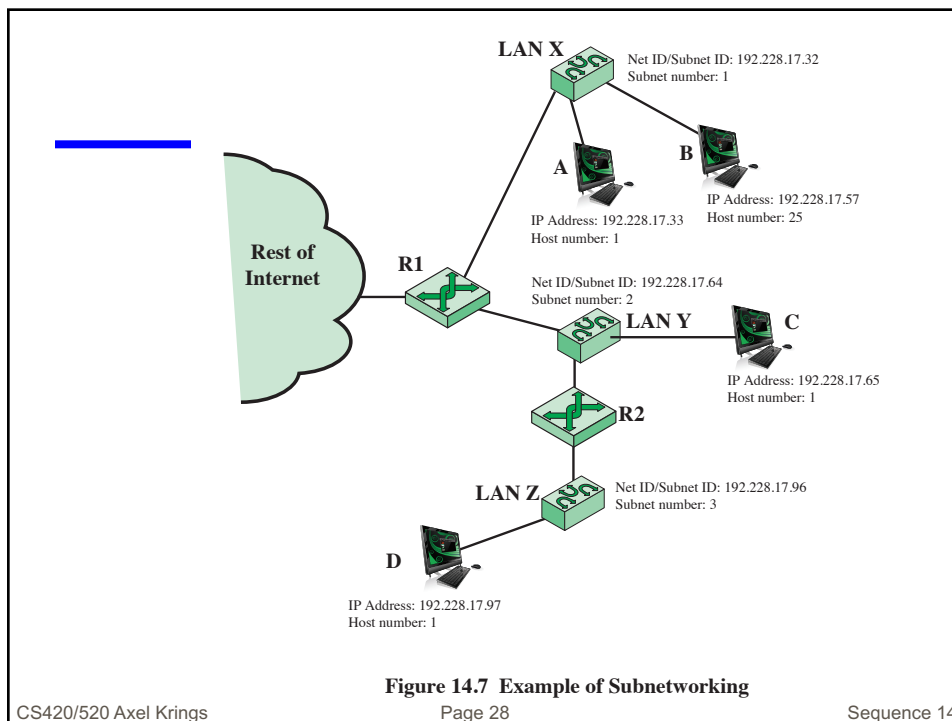 LAN X
Net ID/Subnet ID: 192.228.17.32
Subnet number: 1
A
B
IP Address: 192.228.17.57
Host number: 25
IP Address: 192.228.17.33
Host number: 1
Rest of
Internet
R1
Net ID/Subnet ID: 192.228.17.64
Subnet number: 2
LAN Y
C
IP Address: 192.228.17.65
Host number: 1
R2
LAN Z
Net ID/Subnet ID: 192.228.17.96
Subnet number: 3
D
IP Address: 192.228.17.97
Host number: 1
Figure 14.7 Example of Subnetworking
CS420/520 Axel Krings
Page 28
Sequence 14